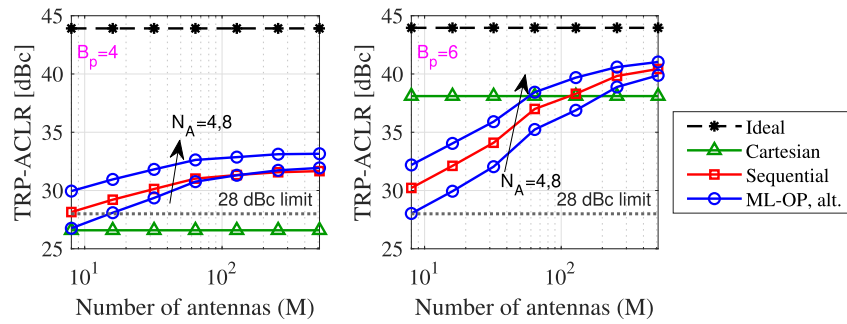 TRP-ACLR [dBc]
45
40
35
30
25
B_p=4
N_A=4,8
28 dBc limit
10^1
10^2
Number of antennas (M)
TRP-ACLR [dBc]
45
40
35
30
25
B_p=6
N_A=4,8
28 dBc limit
10^1
10^2
Number of antennas (M)
Ideal
Cartesian
Sequential
ML-OP, alt.